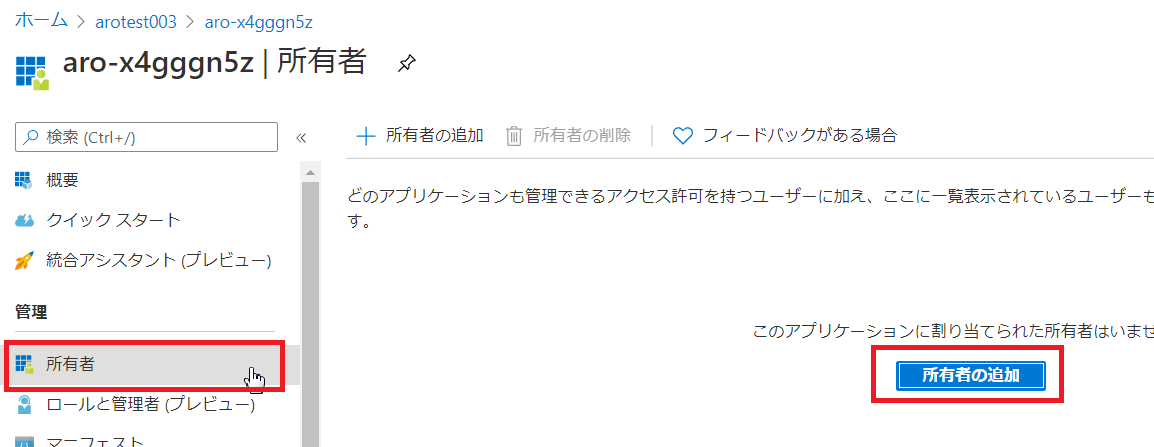 ホーム > arotest003 > aro-x4gggn5z
aro-x4gggn5z | 所有者
検索 (Ctrl+/)
«
所有者の追加
所有者の削除
フィードバックがある場合
概要
クイック スタート
統合アシスタント (プレビュー)
管理
所有者
ロールと管理者 (プレビュー)
マニフェスト
どのアプリケーションも管理できるアクセス許可を持つユーザーに加え、ここに一覧表示されているユーザーも
す。
このアプリケーションに割り当てられた所有者はいませ
所有者の追加